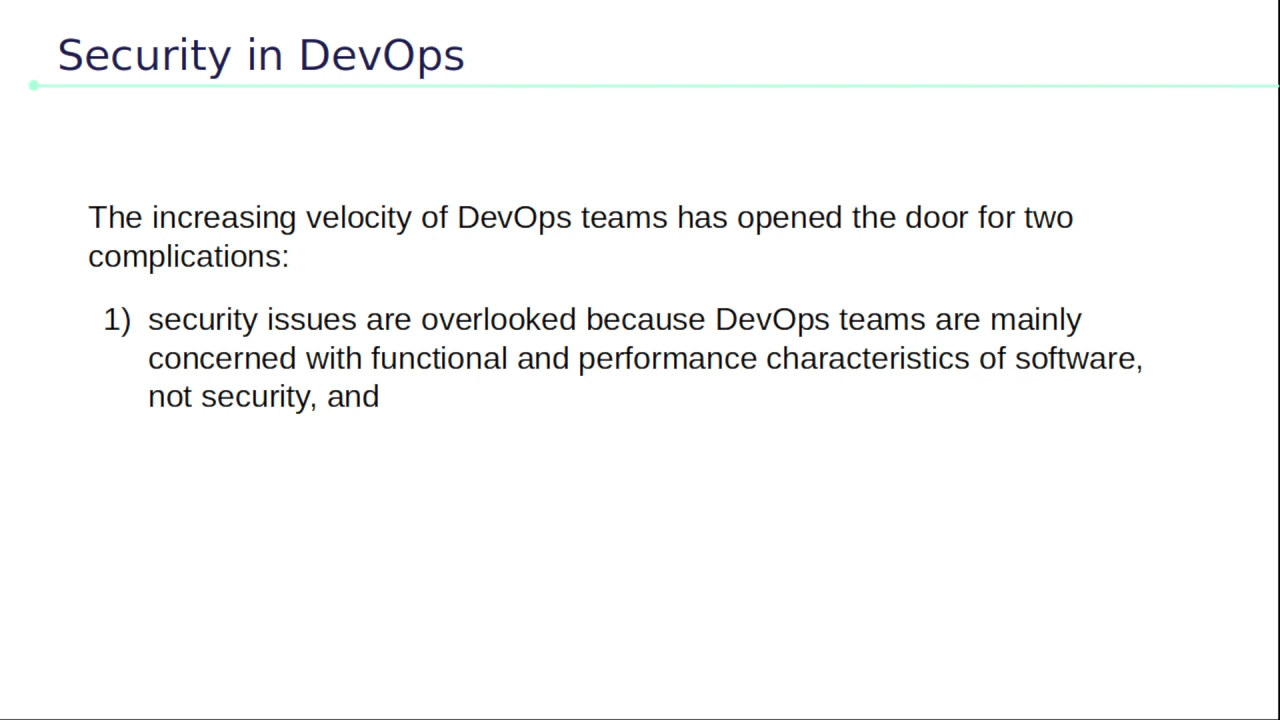 Security in DevOps
The increasing velocity of DevOps teams has opened the door for two
complications:
1) security issues are overlooked because DevOps teams are mainly
concerned with functional and performance characteristics of software,
not security, and